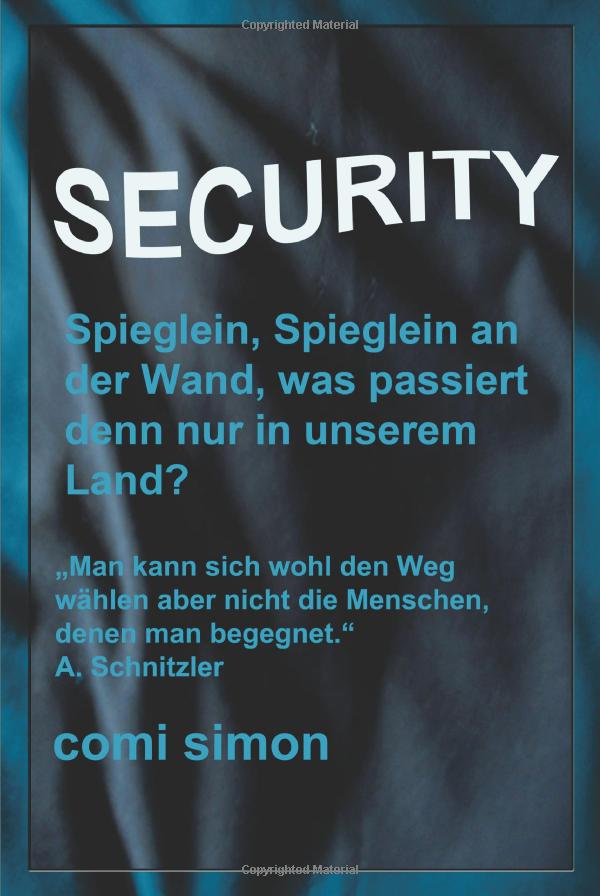 Copyrighted Material
SECURITY
Spieglein, Spieglein an
der Wand, was passiert
denn nur in unserem
Land?
„Man kann sich wohl den Weg
wählen aber nicht die Menschen,
denen man begegnet.“
A. Schnitzler
comi simon
Copyrighted Material